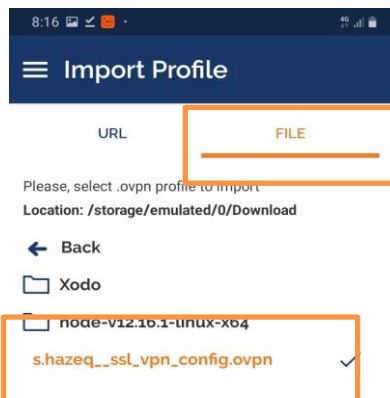 8:16
4G
Import Profile
URL FILE
Please, select .ovpn profile to import
Location: /storage/emulated/0/Download
Back
Xodo
node-v12.16.1-linux-x64
s.hazeq__ssl_vpn_config.ovpn